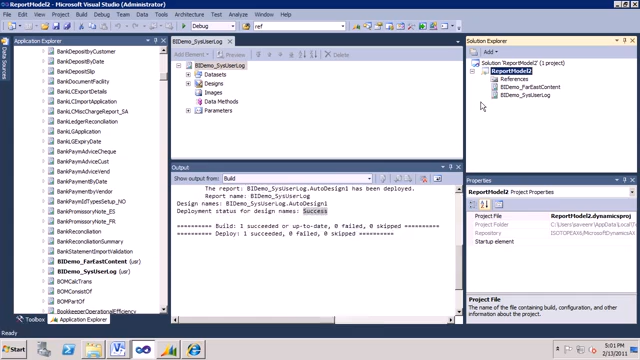 ReportModel2 - Microsoft Visual Studio (Administrator)
File Edit View Project Build Debug Team Data Tools Architecture Test Analyze Window Help
ref
Data Sources
Application Explorer
BankDepositByCustomer
BankDepositByDate
BankDepositSlip
BankDocumentFacility
BankLCExportDetails
BankLCImportApplication
BankLCMiscChargeReport_SA
BankLedgerReconciliation
BankLGExpiryDate
BankPaymAdviceCheque
BankPaymAdviceCust
BankPaymAdviceVend
BankPaymentByDate
BankPaymentByVendor
BankPromissoryNote_ES
BankPromissoryNote_FR
BankReconciliation
BankReconciliationSummary
BankStatementImportValidation
BIDemo_FarEastContent (usr)
BIDemo_SysUserLog (usr)
BOMCalcTrans
BOMConsistOf
BOMPartOf
BookkeeperOperationalEfficiency
Toolbox Application Explorer
BIDemo_SysUserLog
Add Element
BIDemo_SysUserLog
Datasets
Designs
Images
Data Methods
Parameters
Output
Show output from: Build
The report: BIDemo_SysUserLog.AutoDesign1 has been deployed.
Report name: BIDemo_SysUserLog
Design names: BIDemo_SysUserLog.AutoDesign1
Deployment status for design names: Success
========== Build: 1 succeeded or up-to-date, 0 failed, 0 skipped ==========
========== Deploy: 1 succeeded, 0 failed, 0 skipped ==========
Solution Explorer
Add
Solution 'ReportModel2' (1 project)
ReportModel2
References
BIDemo_FarEastContent
BIDemo_SysUserLog
Properties
ReportModel2 Project Properties
Project File ReportModel2.dynamicsproj
Project Folder
Startup element
Project File
The name of the file containing build, configuration, and other information about the project.
Ready
Start
5:01 PM
2/13/2011